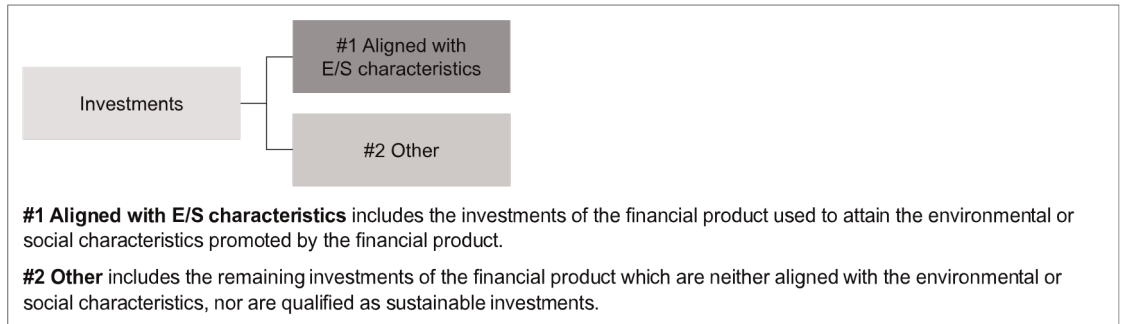 #1 Aligned with
E/S characteristics
Investments
#2 Other
#1 Aligned with E/S characteristics includes the investments of the financial product used to attain the environmental or
social characteristics promoted by the financial product.
#2 Other includes the remaining investments of the financial product which are neither aligned with the environmental or
social characteristics, nor are qualified as sustainable investments.